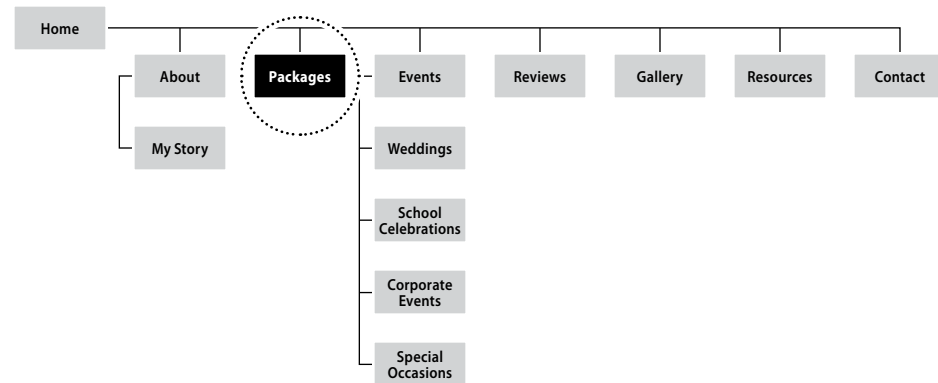 Home
About
Packages
Events
Reviews
Gallery
Resources
Contact
My Story
Weddings
School
Celebrations
Corporate
Events
Special
Occasions